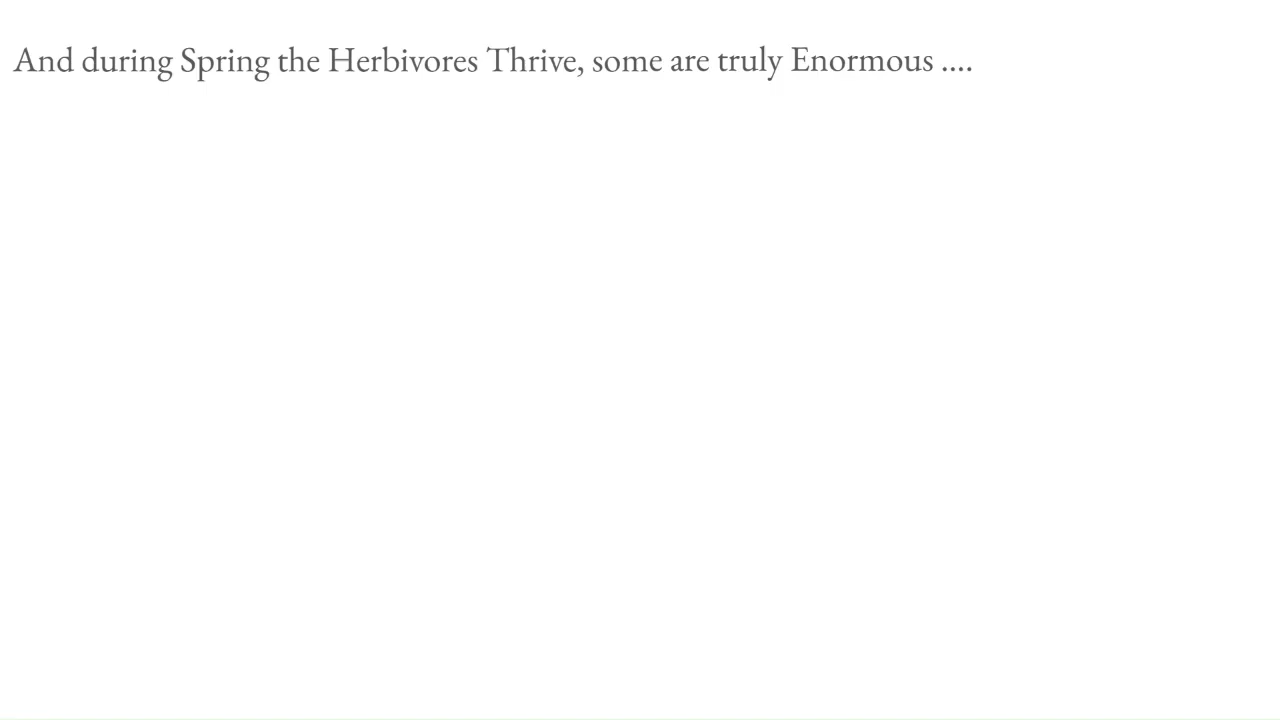 And during Spring the Herbivores Thrive, some are truly Enormous ....